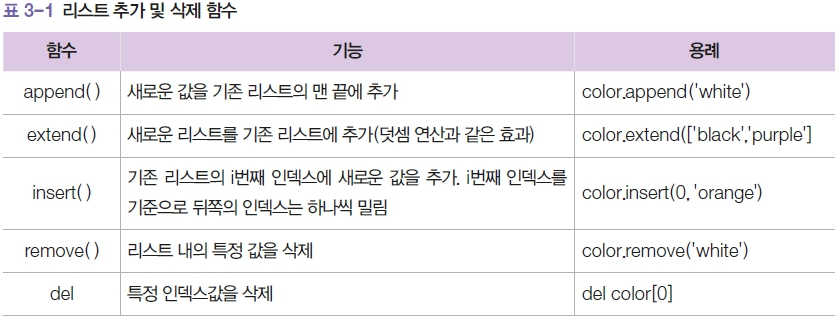 표 3-1 리스트 추가 및 삭제 함수
함수 기능 용례
append( ) 새로운 값을 기존 리스트의 맨 끝에 추가 color.append('white')
extend( ) 새로운 리스트를 기존 리스트에 추가(덧셈 연산과 같은 효과) color.extend(['black','purple']
insert( ) 기존 리스트의 i번째 인덱스에 새로운 값을 추가. i번째 인덱스를 color.insert(0, 'orange')
기준으로 뒤쪽의 인덱스는 하나씩 밀림
remove( ) 리스트 내의 특정 값을 삭제 color.remove('white')
del 특정 인덱스값을 삭제 del color[0]